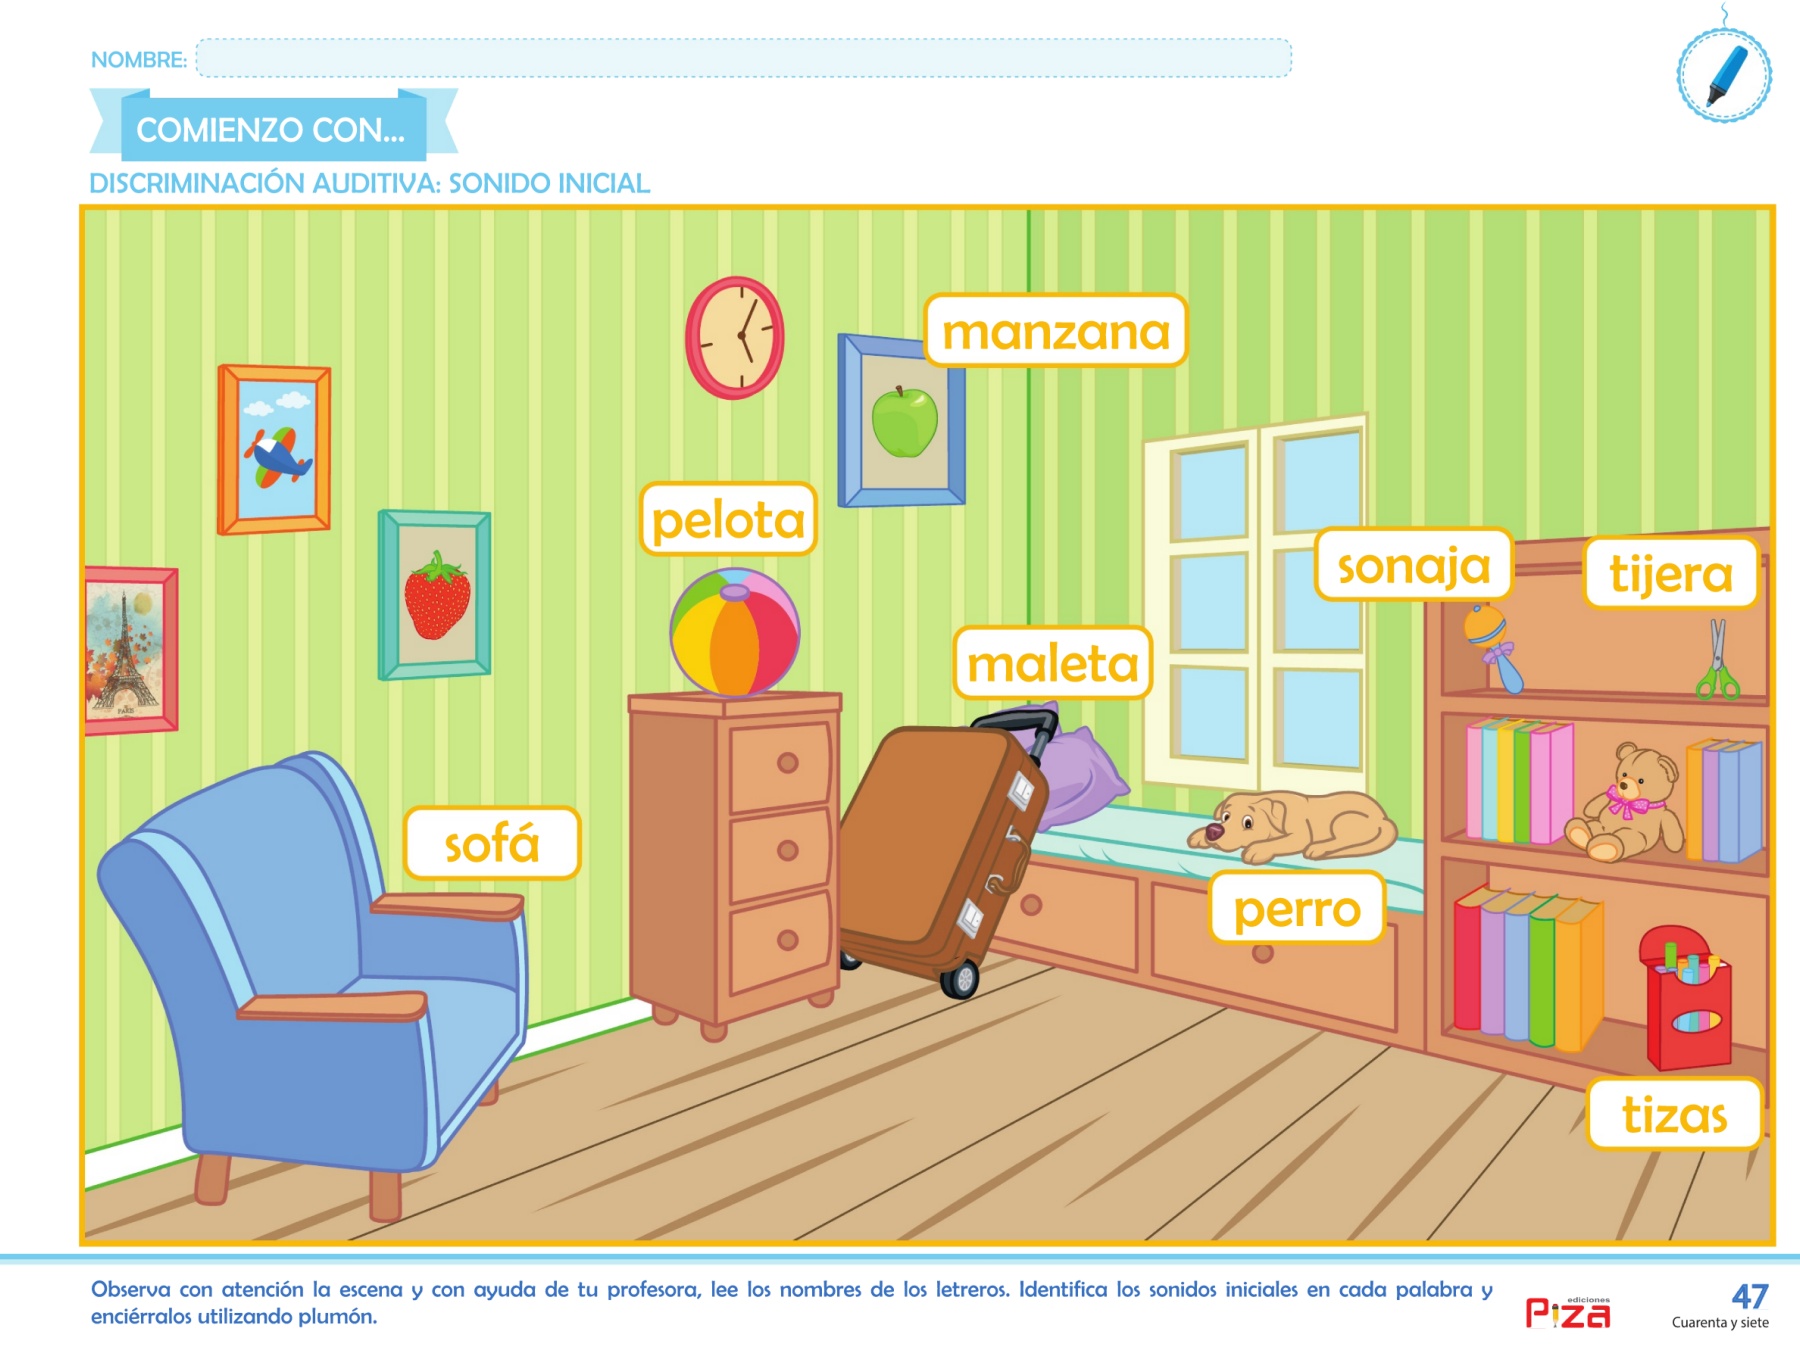 NOMBRE:
COMIENZO CON...
DISCRIMINACIÓN AUDITIVA: SONIDO INICIAL
manzana
pelota
sonaja
tijera
maleta
PARIS
sofá
perro
tizas
Observa con atención la escena y con ayuda de tu profesora, lee los nombres de los letreros. Identifica los sonidos iniciales en cada palabra y
enciérralos utilizando plumón.
ediciones
Piza
47
Cuarenta y siete